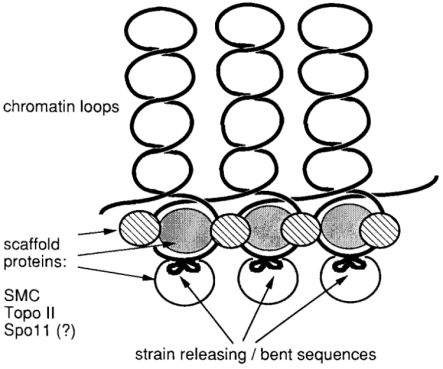 chromatin loops
scaffold
proteins:
SMC
Topo II
Spo11 (?)
strain releasing / bent sequences